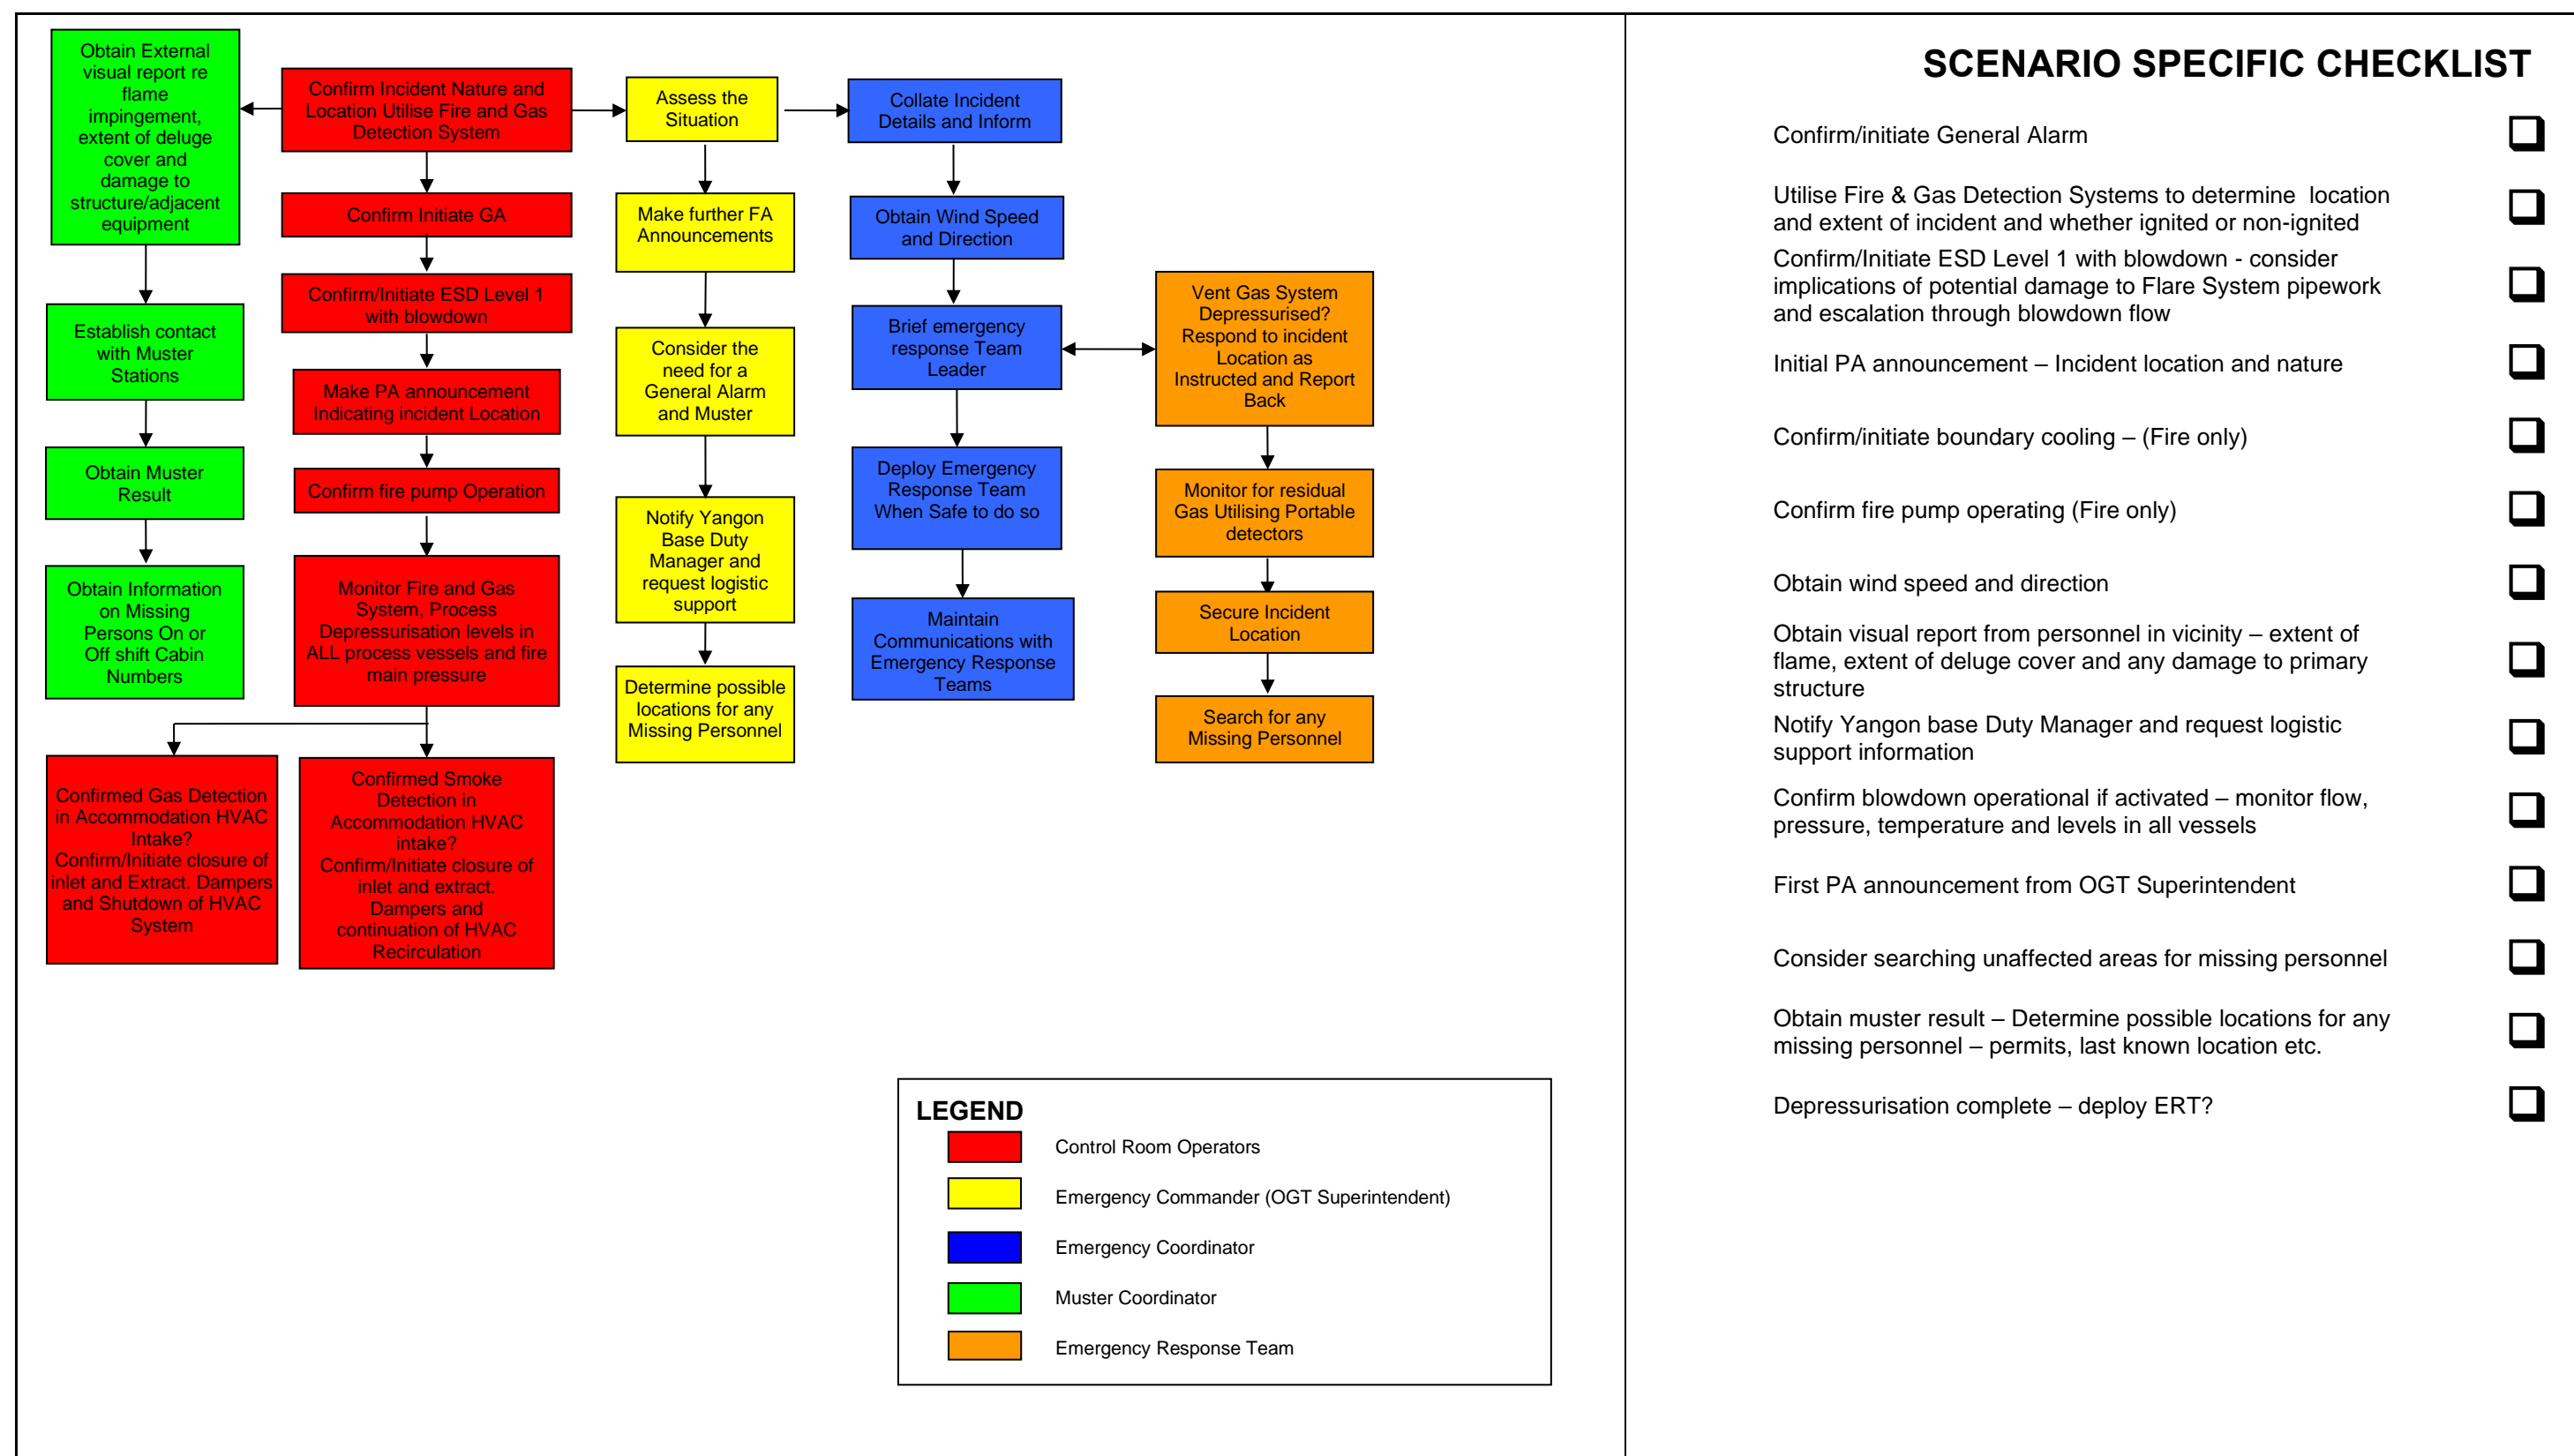 Obtain External
visual report re
flame
impingement,
extent of deluge
cover and
damage to
structure/adjacent
equipment
Establish contact
with Muster
Stations
Obtain Muster
Result
Obtain Information
on Missing
Persons On or
Off shift Cabin
Numbers
Confirm Incident Nature and
Location Utilise Fire and Gas
Detection System
Confirm Initiate GA
Confirm/Initiate ESD Level 1
with blowdown
Make PA announcement
Indicating incident Location
Confirm fire pump Operation
Monitor Fire and Gas
System, Process
Depressurisation levels in
ALL process vessels and fire
main pressure
Confirmed Gas Detection
in Accommodation HVAC
Intake?
Confirm/Initiate closure of
inlet and Extract. Dampers
and Shutdown of HVAC
System
Confirmed Smoke
Detection in
Accommodation HVAC
intake?
Confirm/Initiate closure of
inlet and extract.
Dampers and
continuation of HVAC
Recirculation
Assess the
Situation
Make further FA
Announcements
Consider the
need for a
General Alarm
and Muster
Notify Yangon
Base Duty
Manager and
request logistic
support
Determine possible
locations for any
Missing Personnel
Collate Incident
Details and Inform
Obtain Wind Speed
and Direction
Brief emergency
response Team
Leader
Deploy Emergency
Response Team
When Safe to do so
Maintain
Communications with
Emergency Response
Teams
Vent Gas System
Depressurised?
Respond to incident
Location as
Instructed and Report
Back
Monitor for residual
Gas Utilising Portable
detectors
Secure Incident
Location
Search for any
Missing Personnel
LEGEND
Control Room Operators
Emergency Commander (OGT Superintendent)
Emergency Coordinator
Muster Coordinator
Emergency Response Team
SCENARIO SPECIFIC CHECKLIST
Confirm/initiate General Alarm
Utilise Fire & Gas Detection Systems to determine location
and extent of incident and whether ignited or non-ignited
Confirm/Initiate ESD Level 1 with blowdown - consider
implications of potential damage to Flare System pipework
and escalation through blowdown flow
Initial PA announcement – Incident location and nature
Confirm/initiate boundary cooling – (Fire only)
Confirm fire pump operating (Fire only)
Obtain wind speed and direction
Obtain visual report from personnel in vicinity – extent of
flame, extent of deluge cover and any damage to primary
structure
Notify Yangon base Duty Manager and request logistic
support information
Confirm blowdown operational if activated – monitor flow,
pressure, temperature and levels in all vessels
First PA announcement from OGT Superintendent
Consider searching unaffected areas for missing personnel
Obtain muster result – Determine possible locations for any
missing personnel – permits, last known location etc.
Depressurisation complete – deploy ERT?